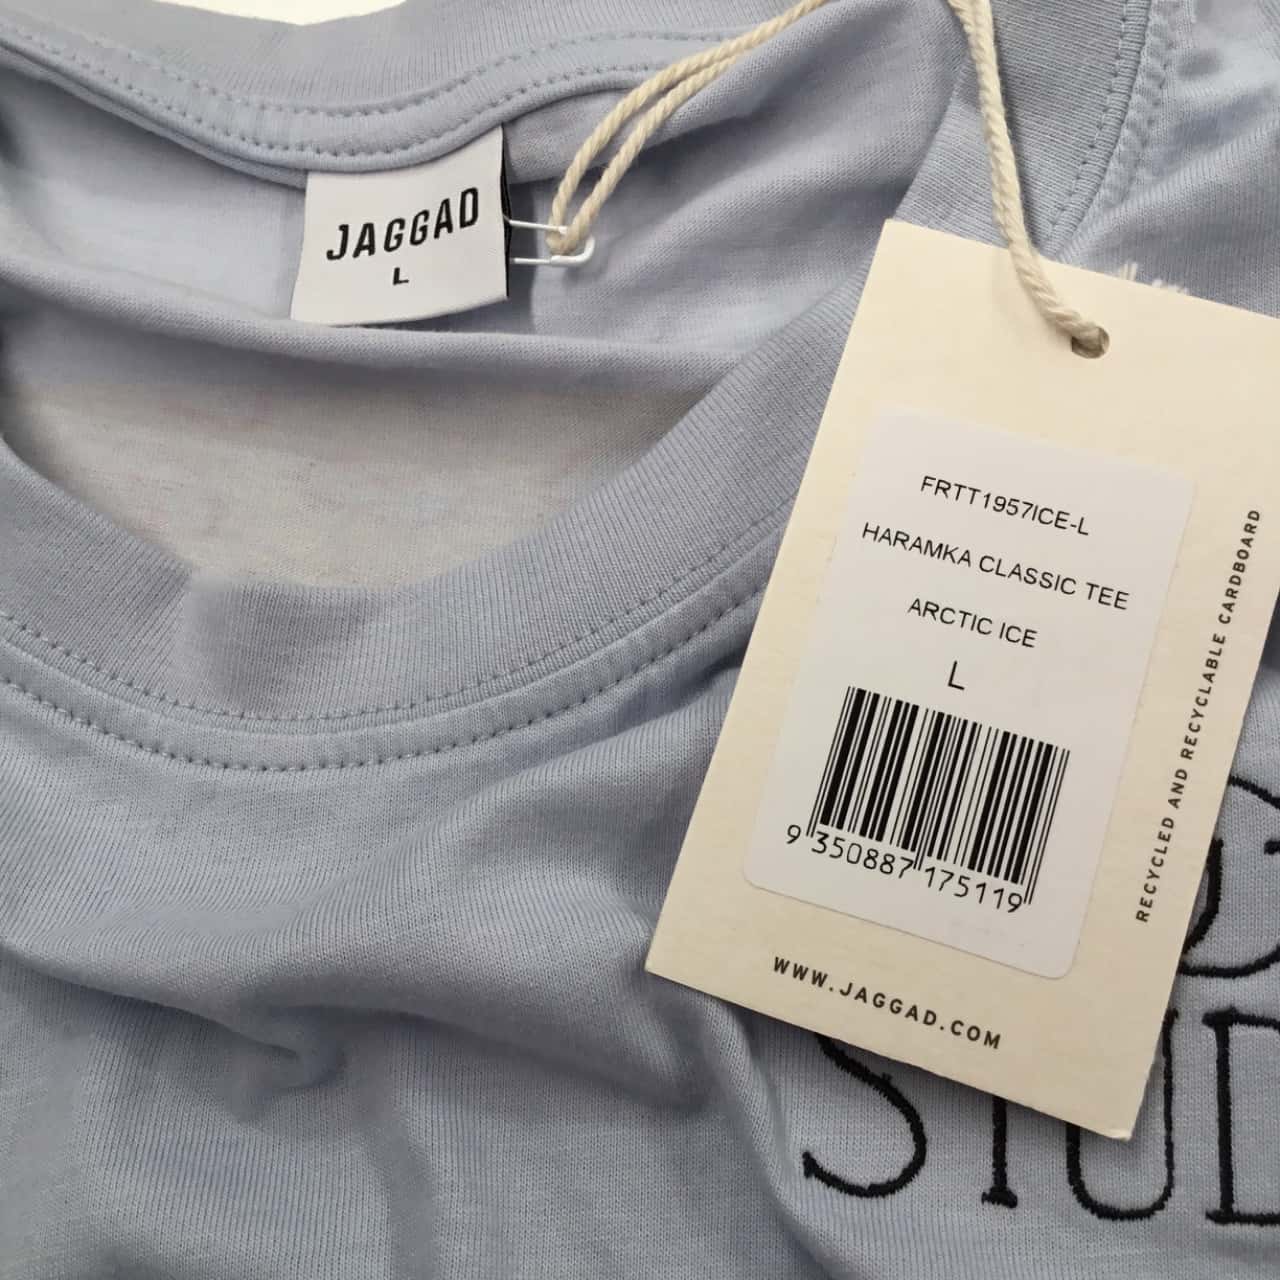 JAGGAD
L
FRTT1957ICE-L
HARAMKA CLASSIC TEE
ARCTIC ICE
L
9 350887 175119
RECYCLED AND RECYCLABLE CARDBOARD
WWW.JAGGAD.COM